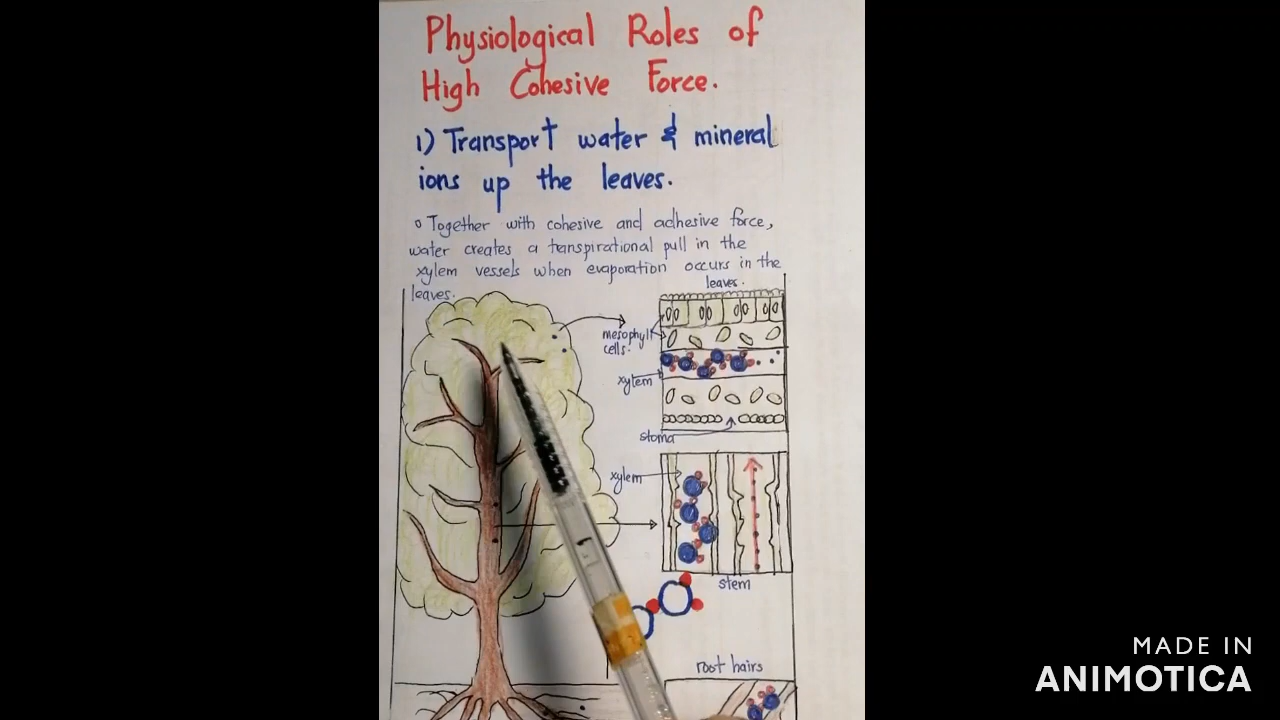 Physiological Roles of
High Cohesive Force.
1) Transport water & mineral
ions up the leaves.
o Together with cohesive and adhesive force,
water creates a transpirational pull in the
xylem vessels when evaporation occurs in the
leaves.
leaves.
mesophyll
cells.
xylem
stoma
xylem
stem
root hairs
MADE IN
ANIMOTICA